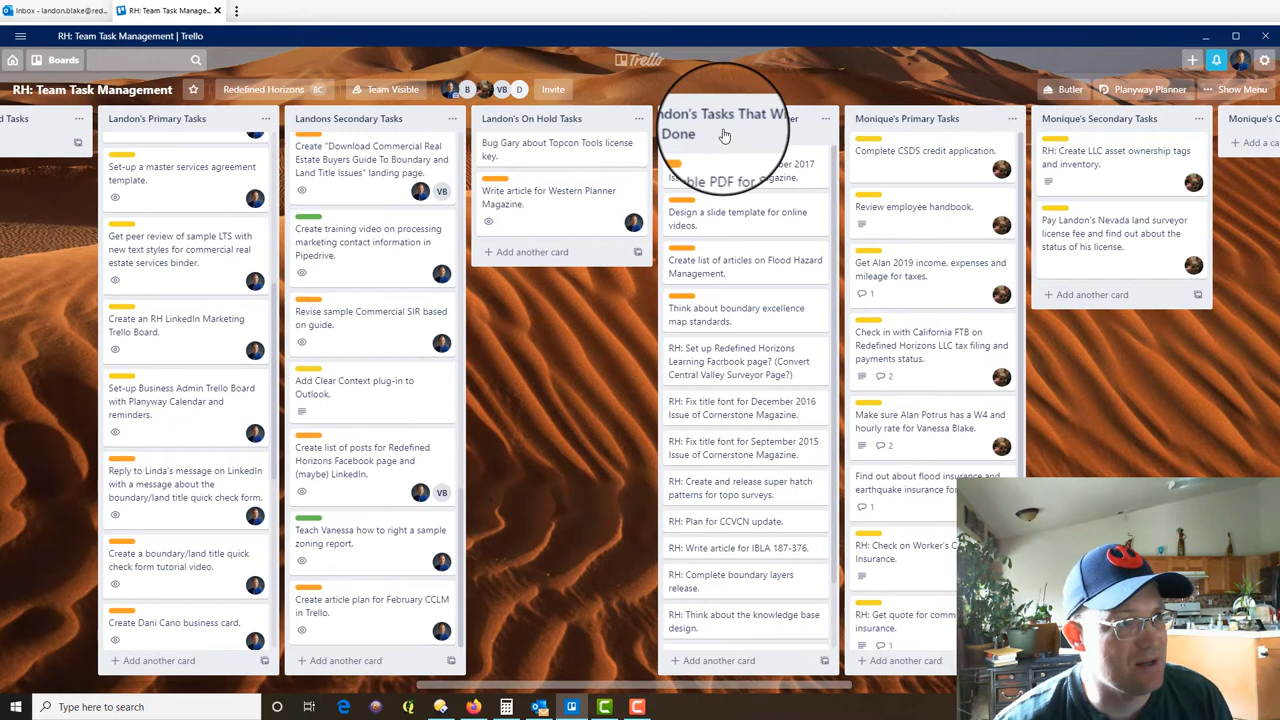 Inbox - landon.blake@red...
RH: Team Task Manage...
RH: Team Task Management | Trello
Boards
Trello
RH: Team Task Management
Redefined Horizons BC
Team Visible
B
VB
D
Invite
Butler
Planyway Planner
Show Menu
d Tasks
Landon's Primary Tasks
Set-up a master services agreement
template.
Get peer review of sample LTS with
new text styles for commercial real
estate services binder.
Create an RH LinkedIn Marketing
Trello Board.
Set-up Business Admin Trello Board
with Planyway Calendar and
reminders.
Reply to Linda's message on LinkedIn
with a message about the
boundary/land title quick check form.
Create a boundary/land title quick
check form tutorial video.
Create Dani Cano business card.
Add another card
Landons Secondary Tasks
Create "Download Commercial Real
Estate Buyers Guide To Boundary and
Land Title Issues" landing page.
VB
Create training video on processing
marketing contact information in
Pipedrive.
Revise sample Commercial SIR based
on guide.
Add Clear Context plug-in to
Outlook.
Create list of posts for Redefined
Horizons Facebook page and
(maybe) LinkedIn.
VB
Teach Vanessa how to right a sample
zoning report.
Create article plan for February CCLM
in Trello.
Add another card
Landon's On Hold Tasks
Bug Gary about Topcon Tools license
key.
Write article for Western Planner
Magazine.
Add another card
ndon's Tasks That W
Done
er
ber 2017
Iss
gazine.
ble PDF for
Design a slide template for online
videos.
Create list of articles on Flood Hazard
Management.
Think about boundary excellence
map standards.
RH: Set up Redefined Horizons
Learning Facrbook page? (Convert
Central Valley Surveyor Page?)
RH: Fix title font for December 2016
Issue of Cornerstone Magazine.
RH: Fix title font for September 2015
Issue of Cornerstone Magazine.
RH: Create and release super hatch
patterns for topo surveys.
RH: Plan for CCVCN update.
RH: Write article for IBLA 187-376.
RH: Complete boundary layers
release.
RH: Think about the knowledge base
design.
Add another card
Monique's Primary Tasks
Complete CSDS credit application.
Review employee handbook.
Get Alan 2019 income, expenses and
mileage for taxes.
1
Check in with California FTB on
Redefined Horizons LLC tax filing and
payments status.
2
Make sure Alan Potrus has a W4 and
hourly rate for Vanessa Blake.
2
Find out about flood insurance and
earthquake insurance for
1
RH: Check on Worker's C
Insurance.
RH: Get quote for comm
insurance.
1
Add another card
Monique's Secondary Tasks
RH: Create LLC asset ownership tags
and inventory.
Pay Landon's Nevada land surveyor
license fee and find out about the
status of his license.
Add another card
Monique's O
Add a ca
Type here to search